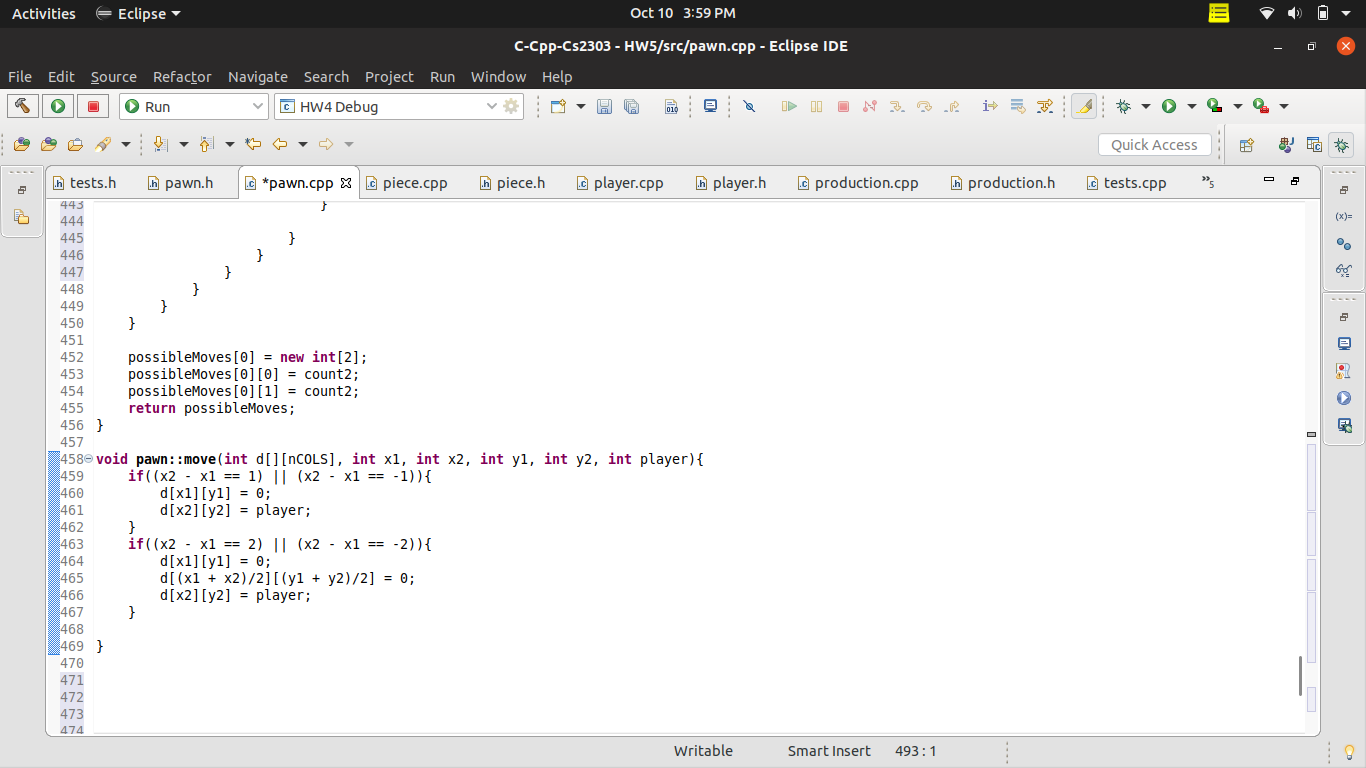 Activities Eclipse Oct 10 3:59 PM
C-Cpp-Cs2303 - HW5/src/pawn.cpp - Eclipse IDE
File Edit Source Refactor Navigate Search Project Run Window Help
Run HW4 Debug
Quick Access
tests.h pawn.h *pawn.cpp piece.cpp piece.h player.cpp player.h production.cpp production.h tests.cpp »5
443 }
444
445 }
446 }
447 }
448 }
449 }
450 }
451
452 possibleMoves[0] = new int[2];
453 possibleMoves[0][0] = count2;
454 possibleMoves[0][1] = count2;
455 return possibleMoves;
456 }
457
458 void pawn::move(int d[][nCOLS], int x1, int x2, int y1, int y2, int player){
459 if((x2 - x1 == 1) || (x2 - x1 == -1)){
460 d[x1][y1] = 0;
461 d[x2][y2] = player;
462 }
463 if((x2 - x1 == 2) || (x2 - x1 == -2)){
464 d[x1][y1] = 0;
465 d[(x1 + x2)/2][(y1 + y2)/2] = 0;
466 d[x2][y2] = player;
467 }
468
469 }
470
471
472
473
474
Writable Smart Insert 493 : 1